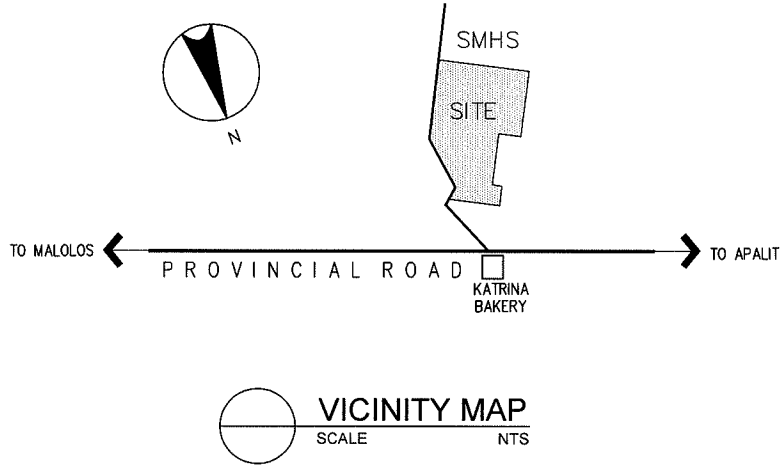 SMHS
SITE
N
TO MALOLOS
TO APALIT
PROVINCIAL ROAD
KATRINA
BAKERY
VICINITY MAP
SCALE NTS